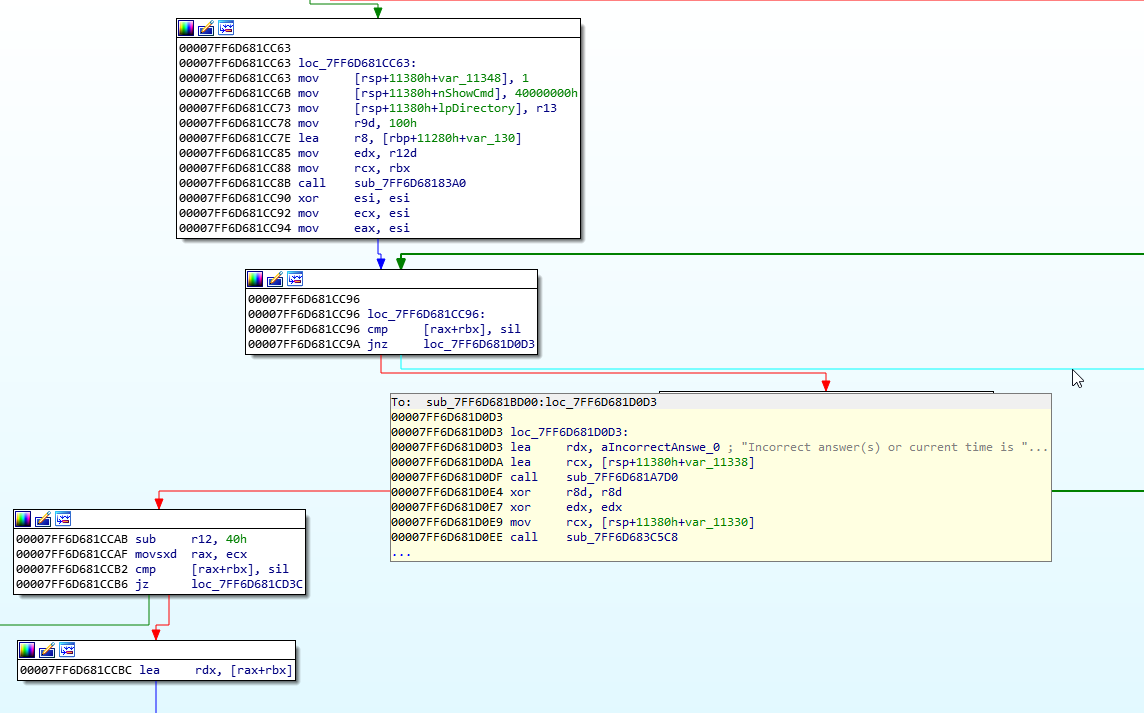 00007FF6D681CC63
00007FF6D681CC63 loc_7FF6D681CC63:
00007FF6D681CC63 mov [rsp+11380h+var_11348], 1
00007FF6D681CC6B mov [rsp+11380h+nShowCmd], 40000000h
00007FF6D681CC73 mov [rsp+11380h+lpDirectory], r13
00007FF6D681CC78 mov r9d, 100h
00007FF6D681CC7E lea r8, [rbp+11280h+var_130]
00007FF6D681CC85 mov edx, r12d
00007FF6D681CC88 mov rcx, rbx
00007FF6D681CC8B call sub_7FF6D68183A0
00007FF6D681CC90 xor esi, esi
00007FF6D681CC92 mov ecx, esi
00007FF6D681CC94 mov eax, esi
00007FF6D681CC96
00007FF6D681CC96 loc_7FF6D681CC96:
00007FF6D681CC96 cmp [rax+rbx], sil
00007FF6D681CC9A jnz loc_7FF6D681D0D3
To: sub_7FF6D681BD00:loc_7FF6D681D0D3
00007FF6D681D0D3
00007FF6D681D0D3 loc_7FF6D681D0D3:
00007FF6D681D0D3 lea rdx, aIncorrectAnswe_0 ; "Incorrect answer(s) or current time is "...
00007FF6D681D0DA lea rcx, [rsp+11380h+var_11338]
00007FF6D681D0DF call sub_7FF6D681A7D0
00007FF6D681D0E4 xor r8d, r8d
00007FF6D681D0E7 xor edx, edx
00007FF6D681D0E9 mov rcx, [rsp+11380h+var_11330]
00007FF6D681D0EE call sub_7FF6D683C5C8
...
00007FF6D681CCAB sub r12, 40h
00007FF6D681CCAF movsxd rax, ecx
00007FF6D681CCB2 cmp [rax+rbx], sil
00007FF6D681CCB6 jz loc_7FF6D681CD3C
00007FF6D681CCBC lea rdx, [rax+rbx]